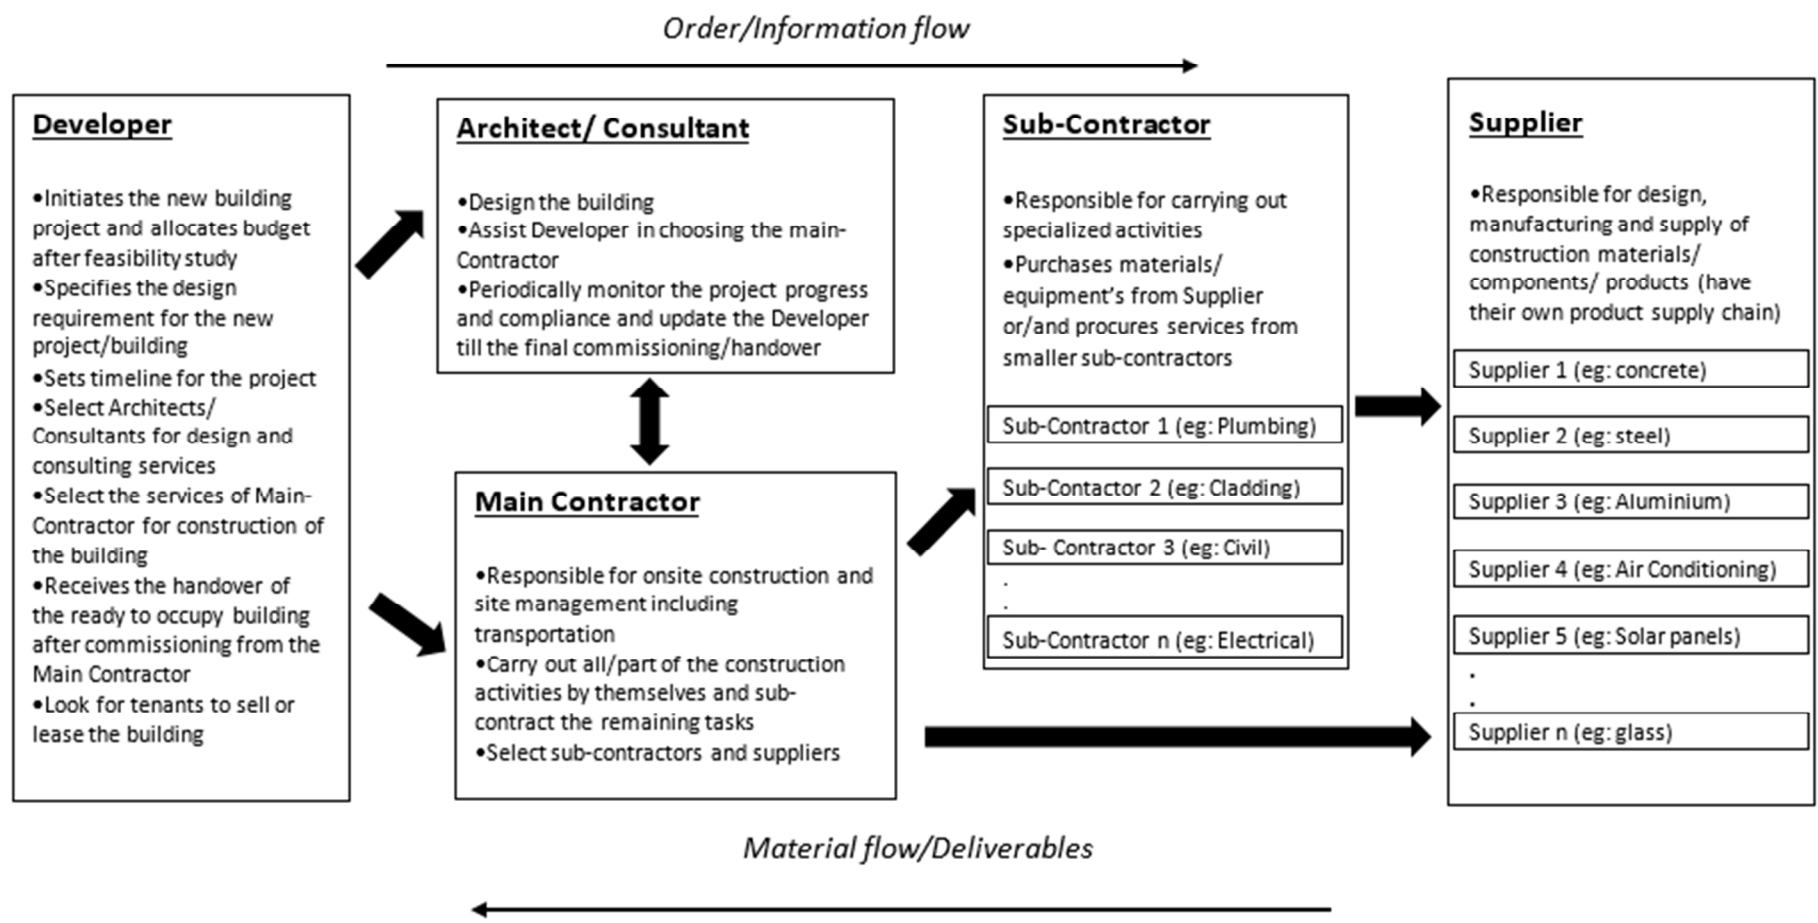 Order/Information flow
Developer
•Initiates the new building
project and allocates budget
after feasibility study
•Specifies the design
requirement for the new
project/building
•Sets timeline for the project
•Select Architects/
Consultants for design and
consulting services
•Select the services of Main-
Contractor for construction of
the building
•Receives the handover of
the ready to occupy building
after commissioning from the
Main Contractor
•Look for tenants to sell or
lease the building
Architect/ Consultant
•Design the building
•Assist Developer in choosing the main-
Contractor
•Periodically monitor the project progress
and compliance and update the Developer
till the final commissioning/handover
Main Contractor
•Responsible for onsite construction and
site management including
transportation
•Carry out all/part of the construction
activities by themselves and sub-
contract the remaining tasks
•Select sub-contractors and suppliers
Sub-Contractor
•Responsible for carrying out
specialized activities
•Purchases materials/
equipment’s from Supplier
or/and procures services from
smaller sub-contractors
Sub-Contractor 1 (eg: Plumbing)
Sub-Contactor 2 (eg: Cladding)
Sub- Contractor 3 (eg: Civil)
.
.
Sub-Contractor n (eg: Electrical)
Supplier
•Responsible for design,
manufacturing and supply of
construction materials/
components/ products (have
their own product supply chain)
Supplier 1 (eg: concrete)
Supplier 2 (eg: steel)
Supplier 3 (eg: Aluminium)
Supplier 4 (eg: Air Conditioning)
Supplier 5 (eg: Solar panels)
.
.
Supplier n (eg: glass)
Material flow/Deliverables